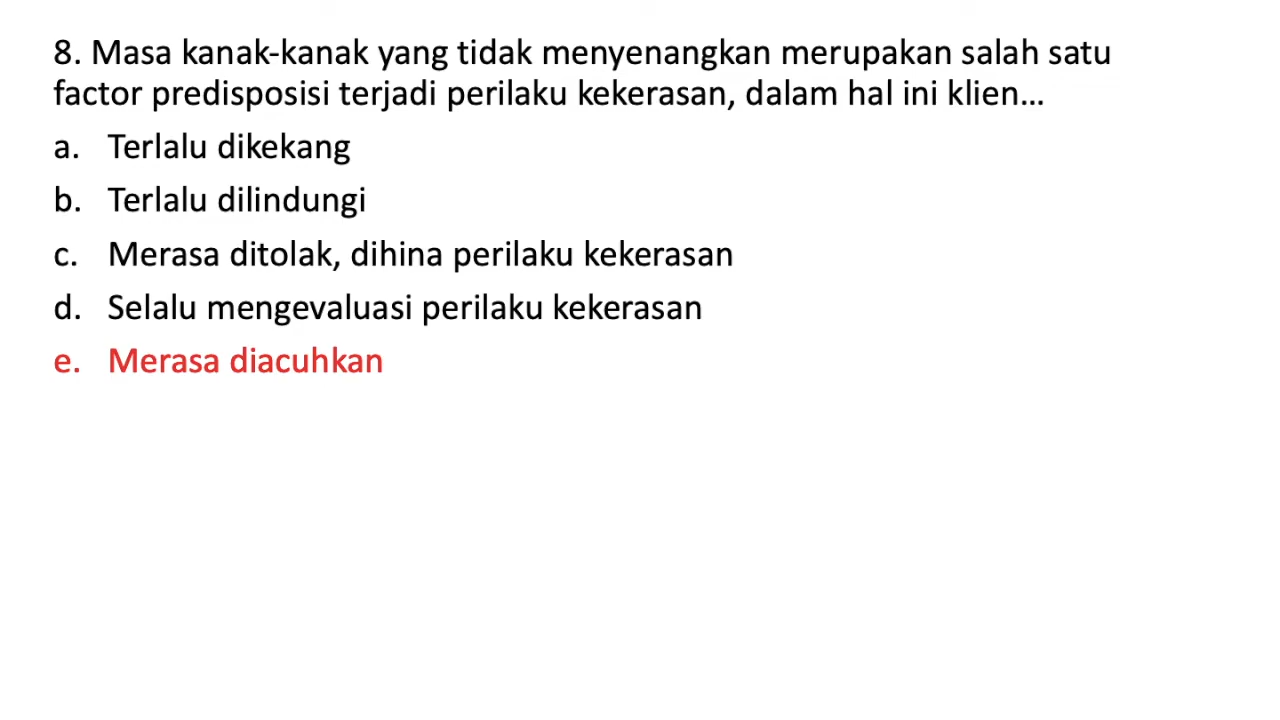 8. Masa kanak-kanak yang tidak menyenangkan merupakan salah satu
factor predisposisi terjadi perilaku kekerasan, dalam hal ini klien...
a. Terlalu dikekang
b. Terlalu dilindungi
c. Merasa ditolak, dihina perilaku kekerasan
d. Selalu mengevaluasi perilaku kekerasan
e. Merasa diacuhkan